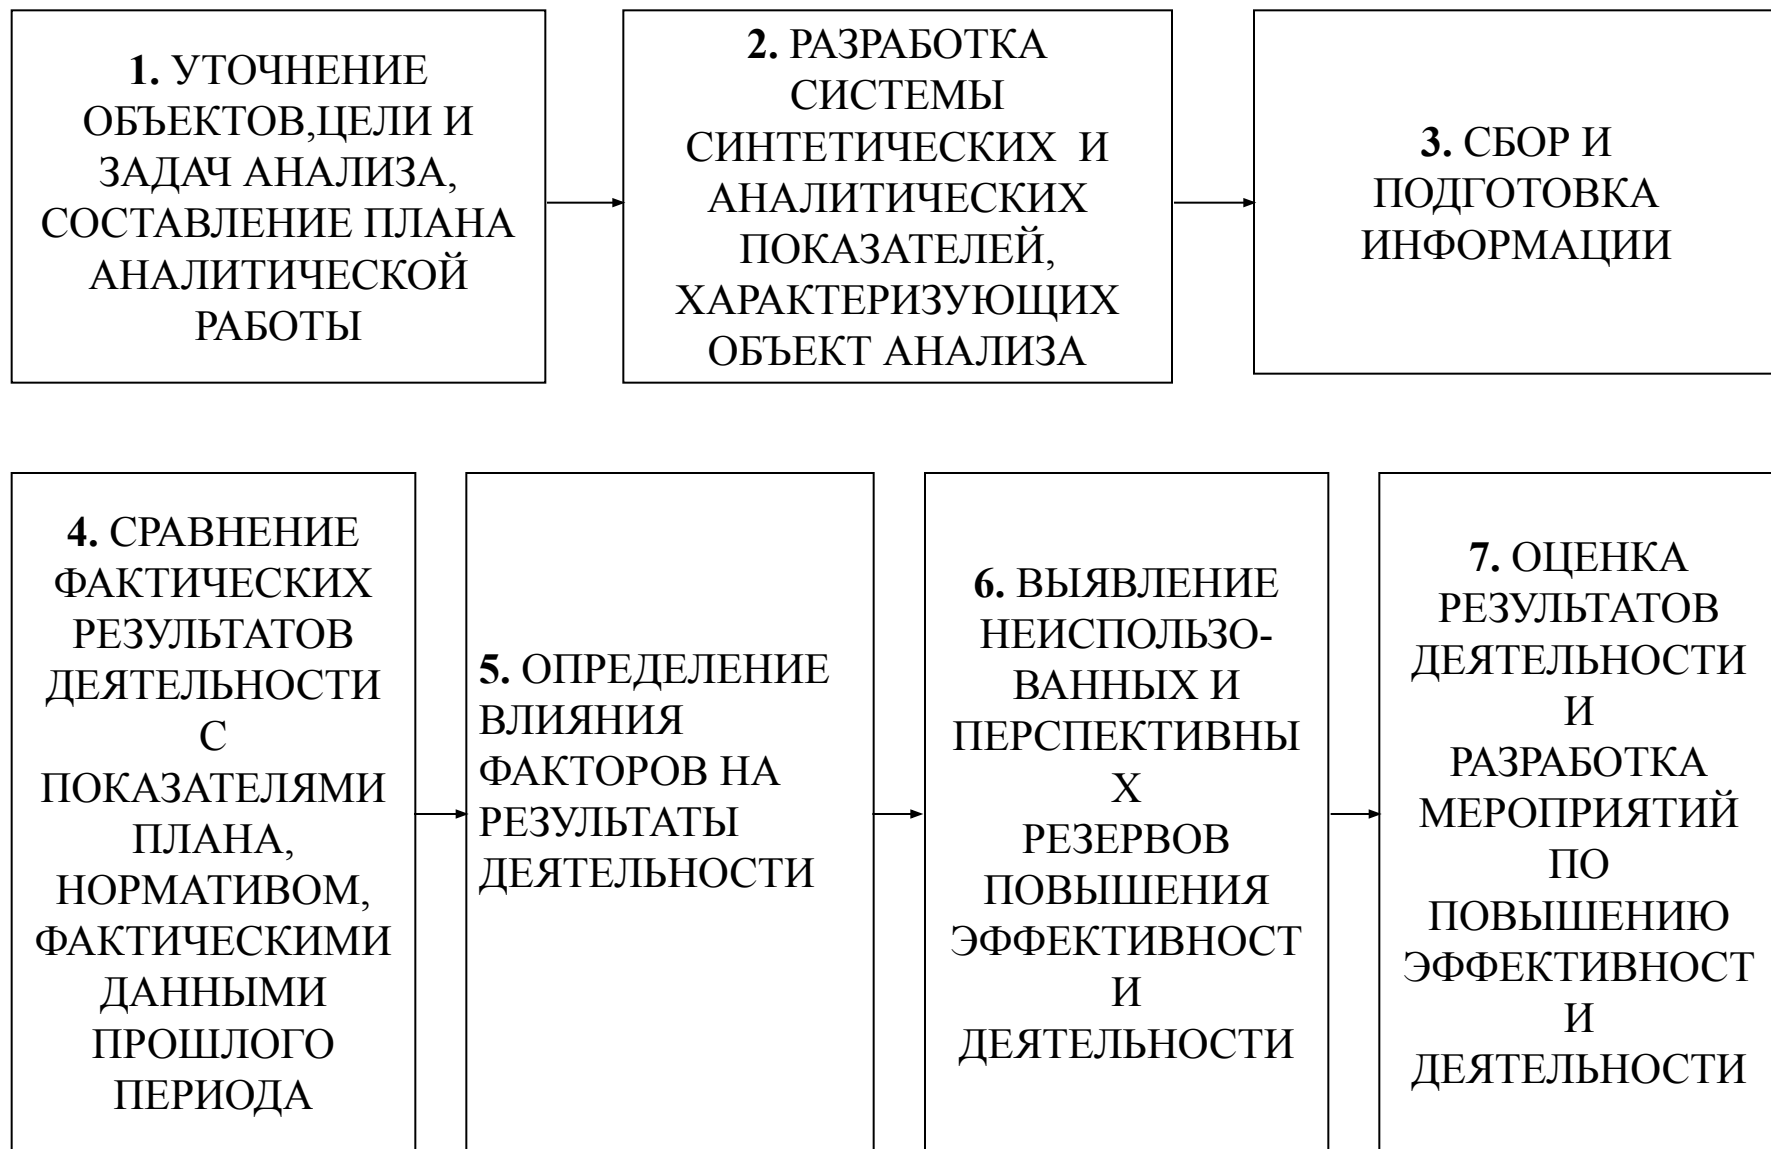 1. УТОЧНЕНИЕ
ОБЪЕКТОВ,ЦЕЛИ И
ЗАДАЧ АНАЛИЗА,
СОСТАВЛЕНИЕ ПЛАНА
АНАЛИТИЧЕСКОЙ
РАБОТЫ
2. РАЗРАБОТКА
СИСТЕМЫ
СИНТЕТИЧЕСКИХ И
АНАЛИТИЧЕСКИХ
ПОКАЗАТЕЛЕЙ,
ХАРАКТЕРИЗУЮЩИХ
ОБЪЕКТ АНАЛИЗА
3. СБОР И
ПОДГОТОВКА
ИНФОРМАЦИИ
4. СРАВНЕНИЕ
ФАКТИЧЕСКИХ
РЕЗУЛЬТАТОВ
ДЕЯТЕЛЬНОСТИ
С
ПОКАЗАТЕЛЯМИ
ПЛАНА,
НОРМАТИВОМ,
ФАКТИЧЕСКИМИ
ДАННЫМИ
ПРОШЛОГО
ПЕРИОДА
5. ОПРЕДЕЛЕНИЕ
ВЛИЯНИЯ
ФАКТОРОВ НА
РЕЗУЛЬТАТЫ
ДЕЯТЕЛЬНОСТИ
6. ВЫЯВЛЕНИЕ
НЕИСПОЛЬЗО-
ВАННЫХ И
ПЕРСПЕКТИВНЫ
Х
РЕЗЕРВОВ
ПОВЫШЕНИЯ
ЭФФЕКТИВНОСТ
И
ДЕЯТЕЛЬНОСТИ
7. ОЦЕНКА
РЕЗУЛЬТАТОВ
ДЕЯТЕЛЬНОСТИ
И
РАЗРАБОТКА
МЕРОПРИЯТИЙ
ПО
ПОВЫШЕНИЮ
ЭФФЕКТИВНОСТ
И
ДЕЯТЕЛЬНОСТИ